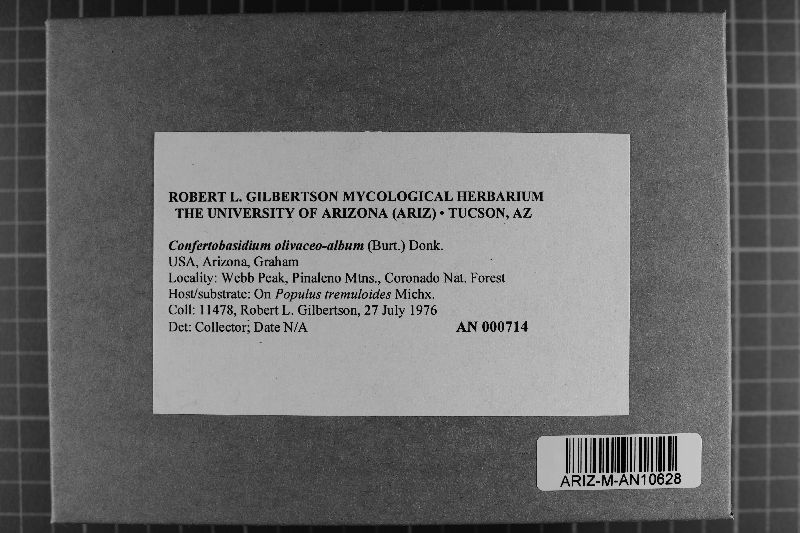 ROBERT L. GILBERTSON MYCOLOGICAL HERBARIUM
THE UNIVERSITY OF ARIZONA (ARIZ) • TUCSON, AZ
Confertobasidium olivaceo-album (Burt.) Donk.
USA, Arizona, Graham
Locality: Webb Peak, Pinaleno Mtns., Coronado Nat. Forest
Host/substrate: On Populus tremuloides Michx.
Coll: 11478, Robert L. Gilbertson, 27 July 1976
Det: Collector; Date N/A AN 000714
ARIZ-M-AN10628